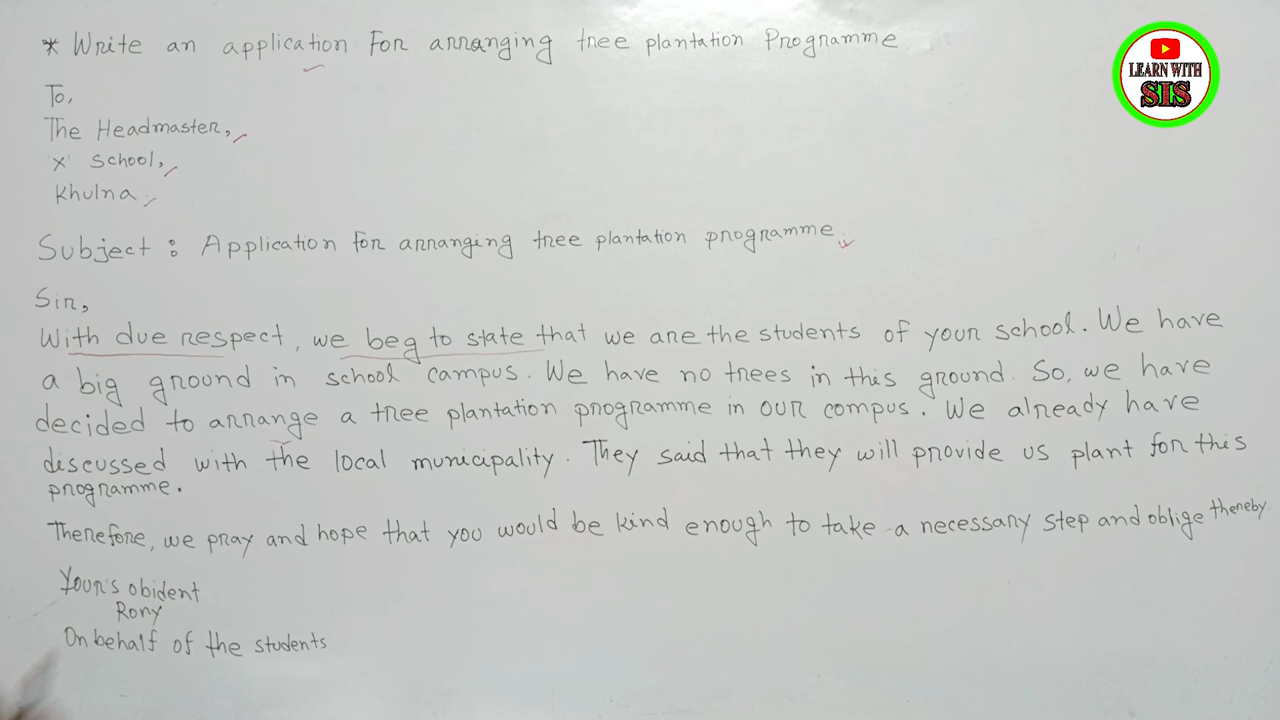 * Write an application For arranging tree plantation Programme
LEARN WITH
SIS
To,
The Headmaster,
'X' School,
Khulna
Subject : Application for arranging tree plantation programme.
Sir,
With due respect, we beg to state that we are the students of your school. We have
a big ground in school campus. We have no trees in this ground. So, we have
decided to arrange a tree plantation programme in our compus. We already have
discussed with the local municipality. They said that they will provide us plant for this
programme.
Therefore, we pray and hope that you would be kind enough to take a necessary step and oblige thereby.
Your's obident
Rony
On behalf of the students